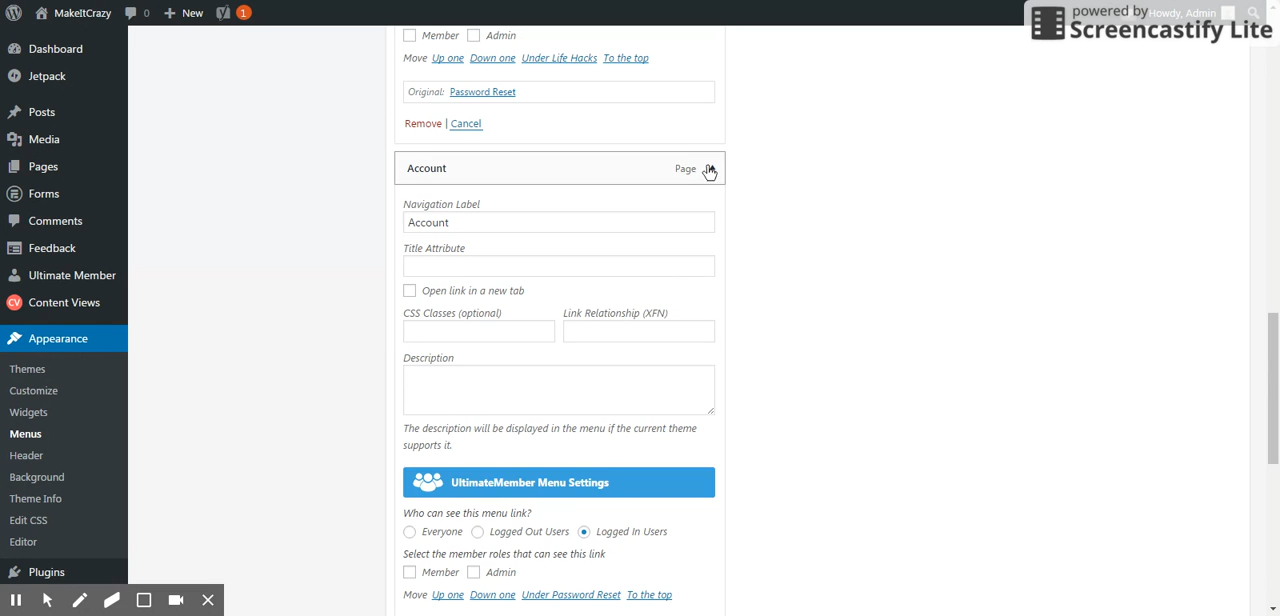 MakeItCrazy 0 New 1 Howdy, Admin
powered by
Screencastify Lite
Dashboard
Jetpack
Posts
Media
Pages
Forms
Comments
Feedback
Ultimate Member
CV Content Views
Appearance
Themes
Customize
Widgets
Menus
Header
Background
Theme Info
Edit CSS
Editor
Plugins
Member Admin
Move Up one Down one Under Life Hacks To the top
Original: Password Reset
Remove | Cancel
Account Page
Navigation Label
Account
Title Attribute
Open link in a new tab
CSS Classes (optional) Link Relationship (XFN)
Description
The description will be displayed in the menu if the current theme
supports it.
UltimateMember Menu Settings
Who can see this menu link?
Everyone Logged Out Users Logged In Users
Select the member roles that can see this link
Member Admin
Move Up one Down one Under Password Reset To the top